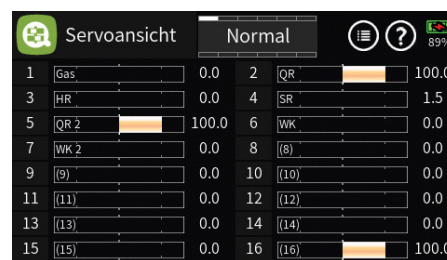 Servoansicht Normal 89%
1 Gas 0.0 2 QR 100.0
3 HR 0.0 4 SR 1.5
5 QR 2 100.0 6 WK 0.0
7 WK 2 0.0 8 (8) 0.0
9 (9) 0.0 10 (10) 0.0
11 (11) 0.0 12 (12) 0.0
13 (13) 0.0 14 (14) 0.0
15 (15) 0.0 16 (16) 100.0